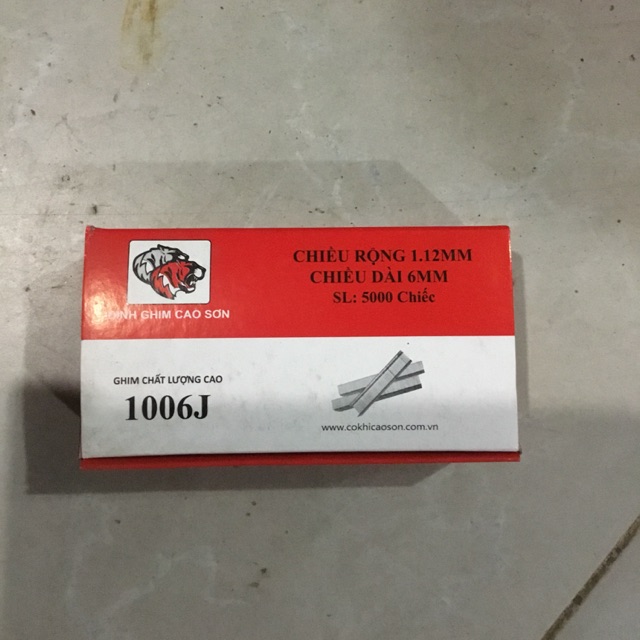 CHIỀU RỘNG 1.12MM
CHIỀU DÀI 6MM
SL: 5000 Chiếc
ĐINH GHIM CAO SƠN
GHIM CHẤT LƯỢNG CAO
1006J
www.cokhicaoson.com.vn